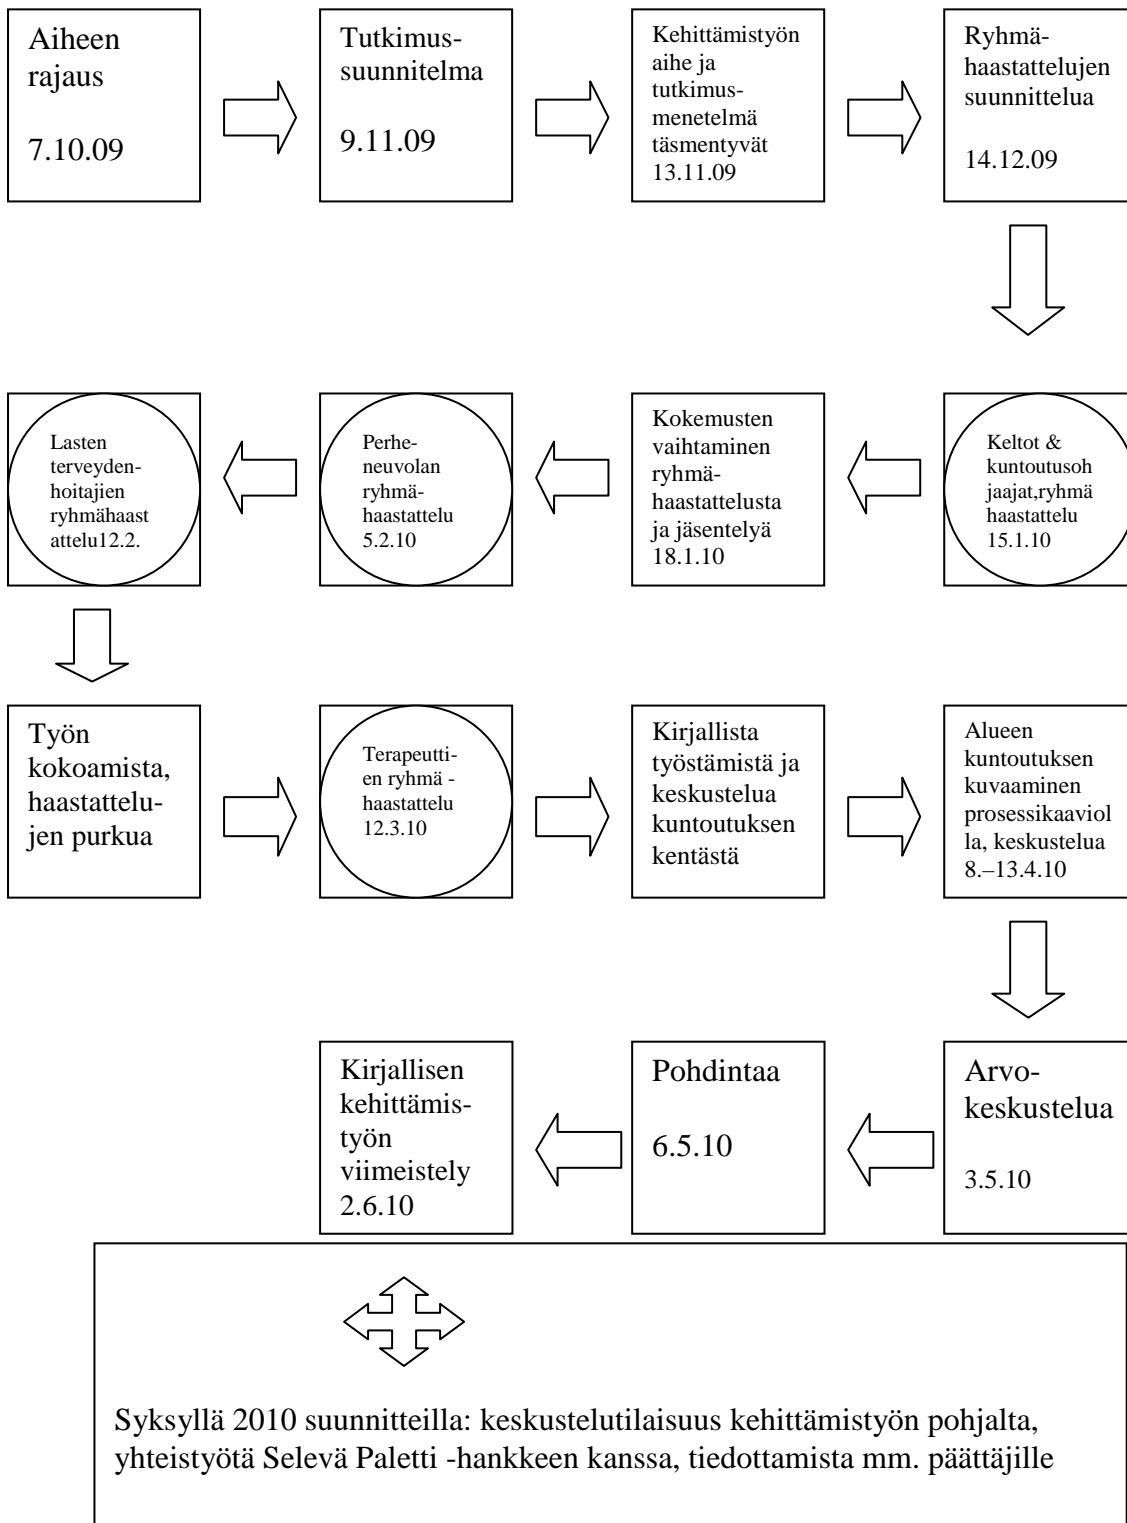 Aiheen
rajaus
7.10.09
Tutkimus-
suunnitelma
9.11.09
Kehittämistyön
aihe ja
tutkimus-
menetelmä
täsmentyvät
13.11.09
Ryhmä-
haastattelujen
suunnittelua
14.12.09
Keltot &
kuntoutusoh
jaajat,ryhmä
haastattelu
15.1.10
Kokemusten
vaihtaminen
ryhmä-
haastattelusta
ja jäsentelyä
18.1.10
Perhe-
neuvolan
ryhmä-
haastattelu
5.2.10
Lasten
terveyden-
hoitajien
ryhmähaast
attelu12.2.
Työn
kokoamista,
haastattelu-
jen purkua
Terapeutti-
en ryhmä -
haastattelu
12.3.10
Kirjallista
työstämistä ja
keskustelua
kuntoutuksen
kentästä
Alueen
kuntoutuksen
kuvaaminen
prosessikaaviol
la, keskustelua
8.–13.4.10
Arvo-
keskustelua
3.5.10
Pohdintaa
6.5.10
Kirjallisen
kehittämis-
työn
viimeistely
2.6.10
Syksyllä 2010 suunnitteilla: keskustelutilaisuus kehittämistyön pohjalta,
yhteistyötä Selevä Paletti -hankkeen kanssa, tiedottamista mm. päättäjille